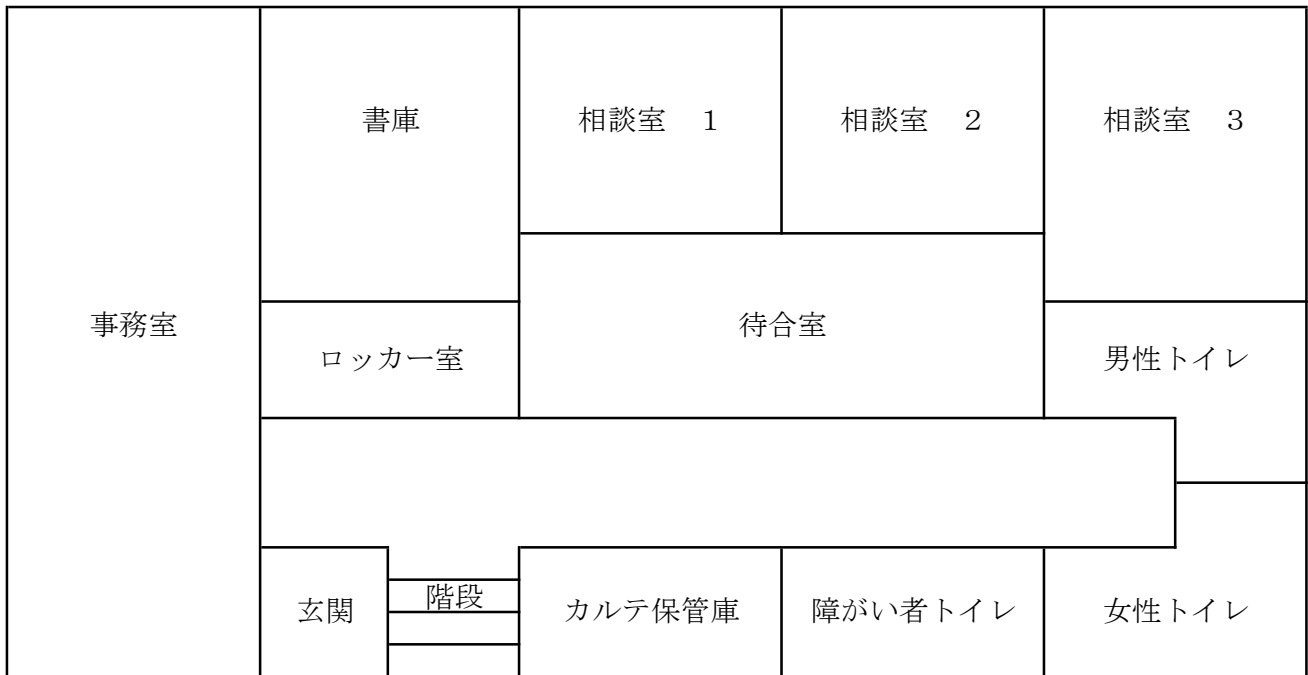 書庫
相談室　１
相談室　２
相談室　３
事務室
ロッカー室
待合室
男性トイレ
玄関
階段
カルテ保管庫
障がい者トイレ
女性トイレ